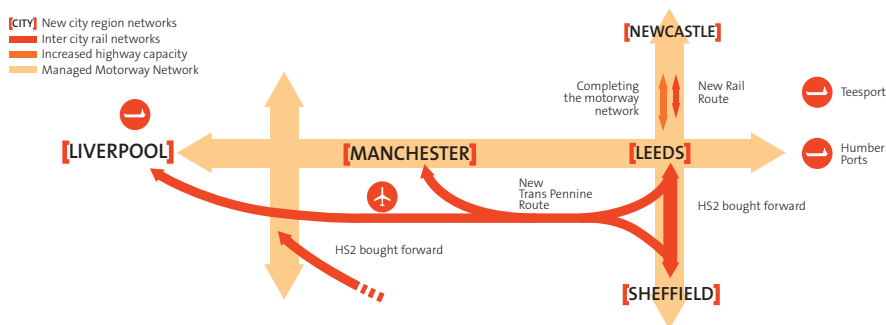 [CITY] New city region networks
Inter city rail networks
Increased highway capacity
Managed Motorway Network
[NEWCASTLE]
Completing
the motorway
network
New Rail
Route
Teesport
[LIVERPOOL]
[MANCHESTER]
[LEEDS]
Humber
Ports
New
Trans Pennine
Route
HS2 bought forward
HS2 bought forward
[SHEFFIELD]